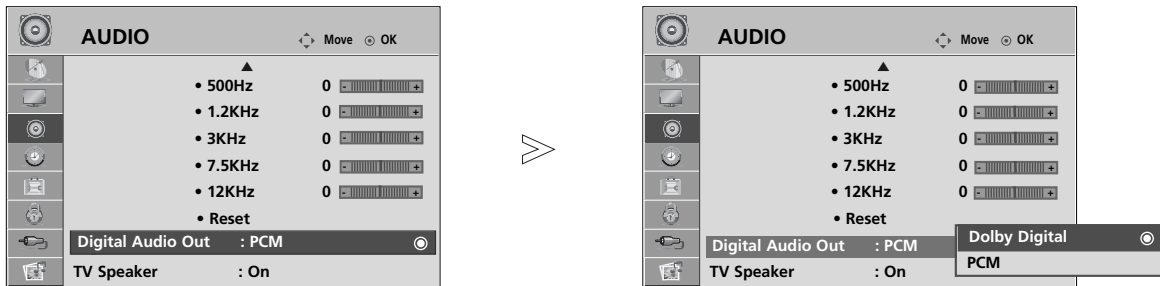 AUDIO Move OK
500Hz 0 - +
• 1.2KHz 0 - +
• 3KHz 0 - +
• 7.5KHz 0 - +
• 12KHz 0 - +
• Reset
Digital Audio Out : PCM
TV Speaker : On
AUDIO Move OK
• 500Hz 0 - +
• 1.2KHz 0 - +
• 3KHz 0 - +
• 7.5KHz 0 - +
• 12KHz 0 - +
• Reset
Digital Audio Out : PCM
TV Speaker : On
Dolby Digital
PCM